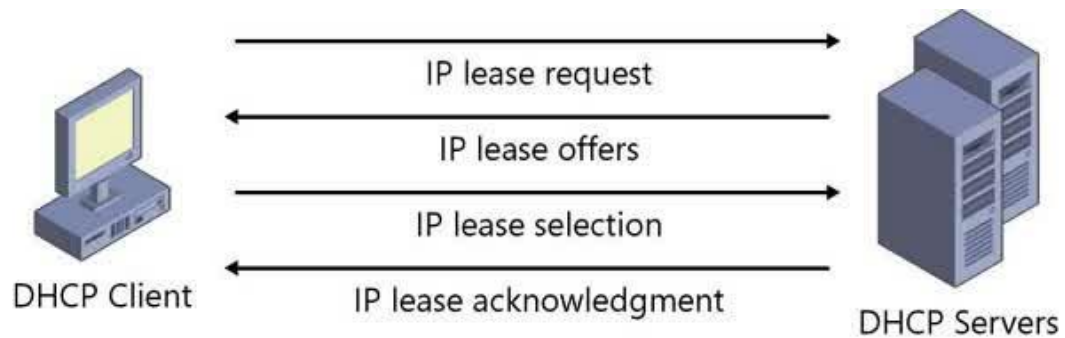 IP lease request
IP lease offers
IP lease selection
IP lease acknowledgment
DHCP Client
DHCP Servers